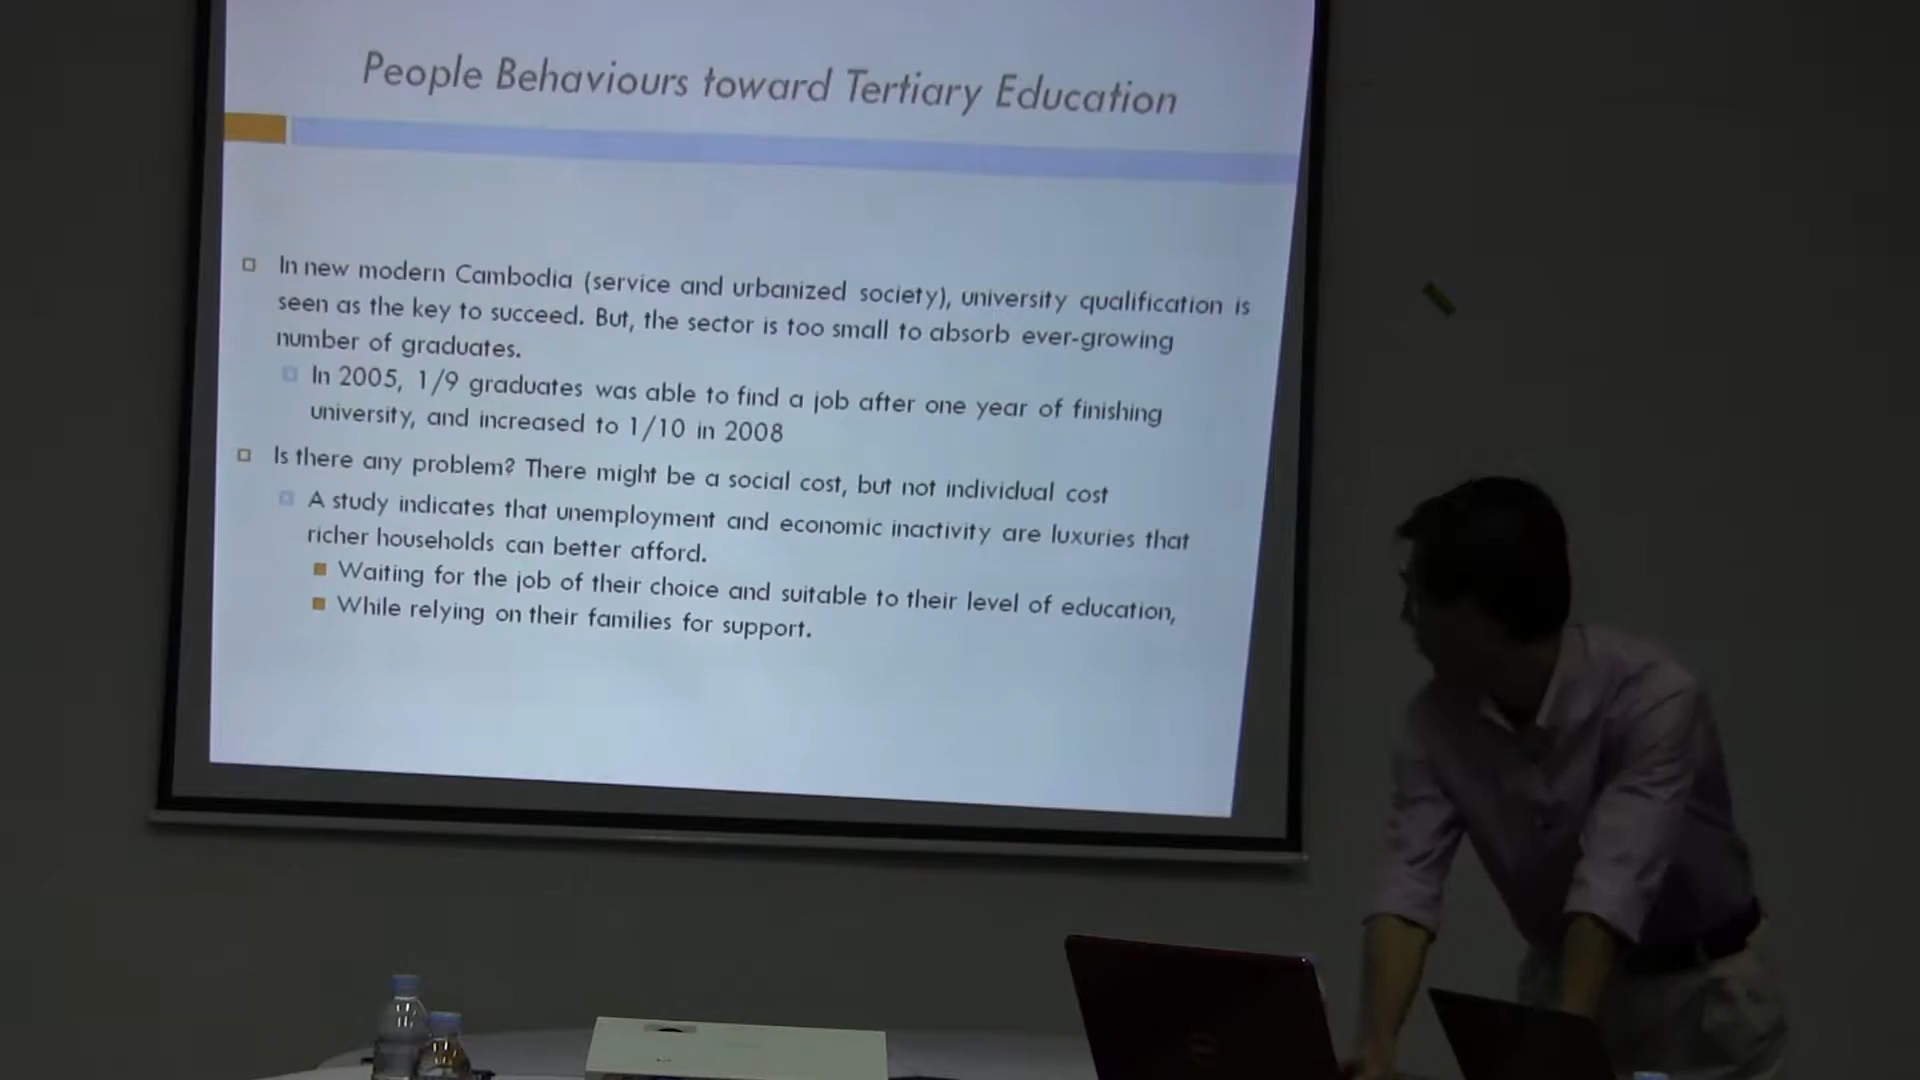 People Behaviours toward Tertiary Education
In new modern Cambodia (service and urbanized society), university qualification is
seen as the key to succeed. But, the sector is too small to absorb ever-growing
number of graduates.
In 2005, 1/9 graduates was able to find a job after one year of finishing
university, and increased to 1/10 in 2008
Is there any problem? There might be a social cost, but not individual cost
A study indicates that unemployment and economic inactivity are luxuries that
richer households can better afford.
Waiting for the job of their choice and suitable to their level of education,
While relying on their families for support.